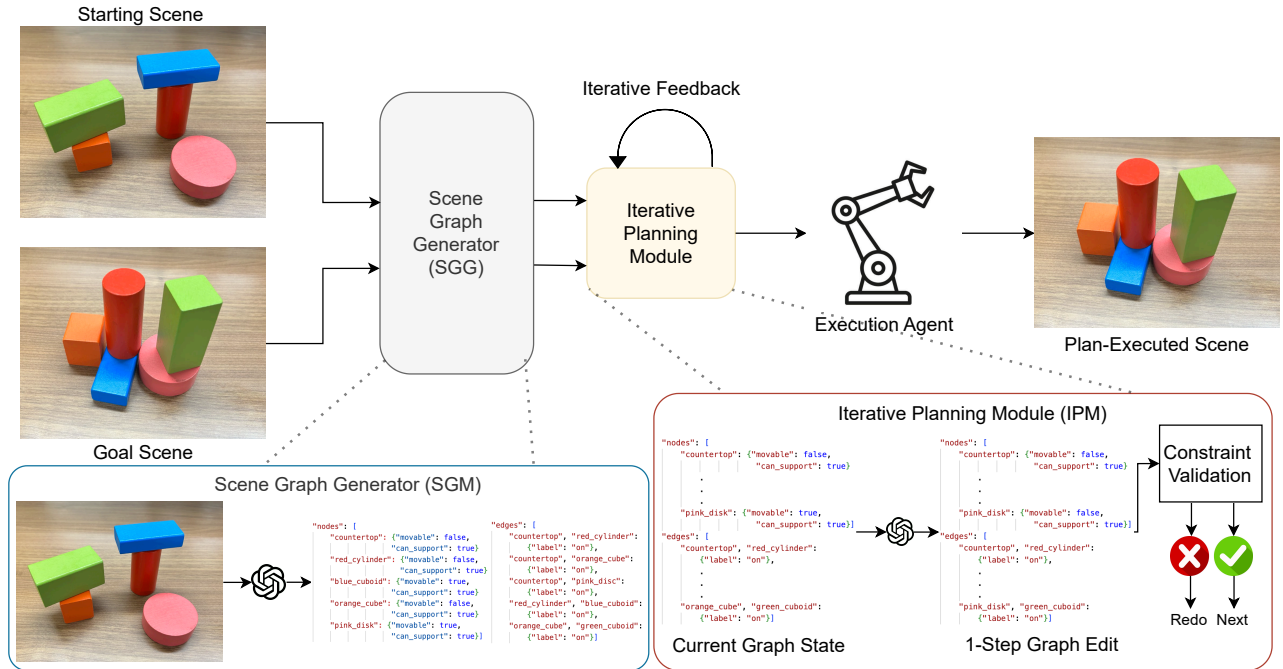 Starting Scene
Goal Scene
Scene
Graph
Generator
(SGG)
Iterative Feedback
Iterative
Planning
Module
Execution Agent
Plan-Executed Scene
Scene Graph Generator (SGM)
"nodes": [
"countertop": {"movable": false,
"can_support": true}
"red_cylinder": {"movable": false,
"can_support": true}
"blue_cuboid": {"movable": true,
"can_support": true}
"orange_cube": {"movable": false,
"can_support": true}
"pink_disk": {"movable": true,
"can_support": true}]
"edges": [
"countertop", "red_cylinder":
{"label": "on"},
"countertop", "orange_cube":
{"label": "on"},
"countertop", "pink_disc":
{"label": "on"},
"red_cylinder", "blue_cuboid":
{"label": "on"},
"orange_cube", "green_cuboid":
{"label": "on"}]
Iterative Planning Module (IPM)
"nodes": [
"countertop": {"movable": false,
"can_support": true}
.
.
.
"pink_disk": {"movable": true,
"can_support": true}]
"edges": [
"countertop", "red_cylinder":
{"label": "on"},
.
.
.
"orange_cube", "green_cuboid":
{"label": "on"}]
Current Graph State
"nodes": [
"countertop": {"movable": false,
"can_support": true}
.
.
.
"pink_disk": {"movable": false,
"can_support": true}]
"edges": [
"countertop", "red_cylinder":
{"label": "on"},
.
.
.
"pink_disk", "green_cuboid":
{"label": "on"}]
1-Step Graph Edit
Constraint
Validation
Redo Next